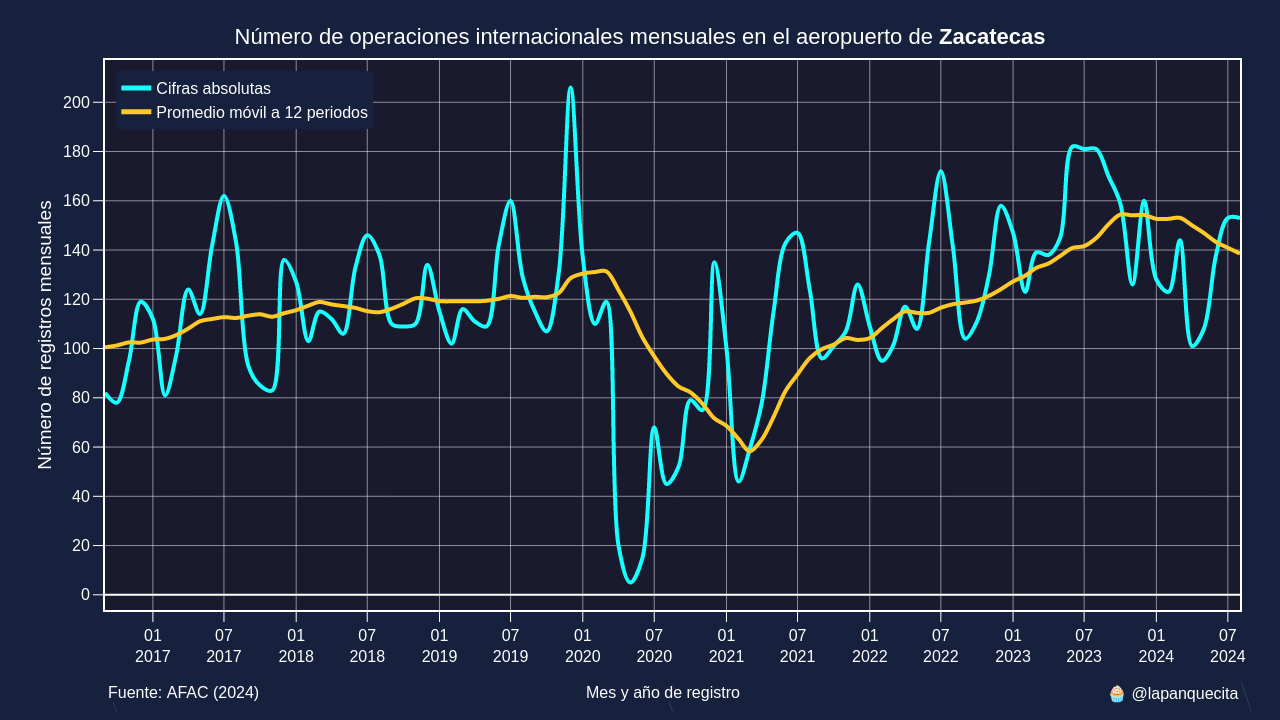 Número de operaciones internacionales mensuales en el aeropuerto de Zacatecas
Cifras absolutas
Promedio móvil a 12 periodos
Número de registros mensuales
200
180
160
140
120
100
80
60
40
20
0
01 07 01 07 01 07 01 07 01 07 01 07 01 07 01 07
2017 2017 2018 2018 2019 2019 2020 2020 2021 2021 2022 2022 2023 2023 2024 2024
Fuente: AFAC (2024) Mes y año de registro 🧁 @lapanquecita